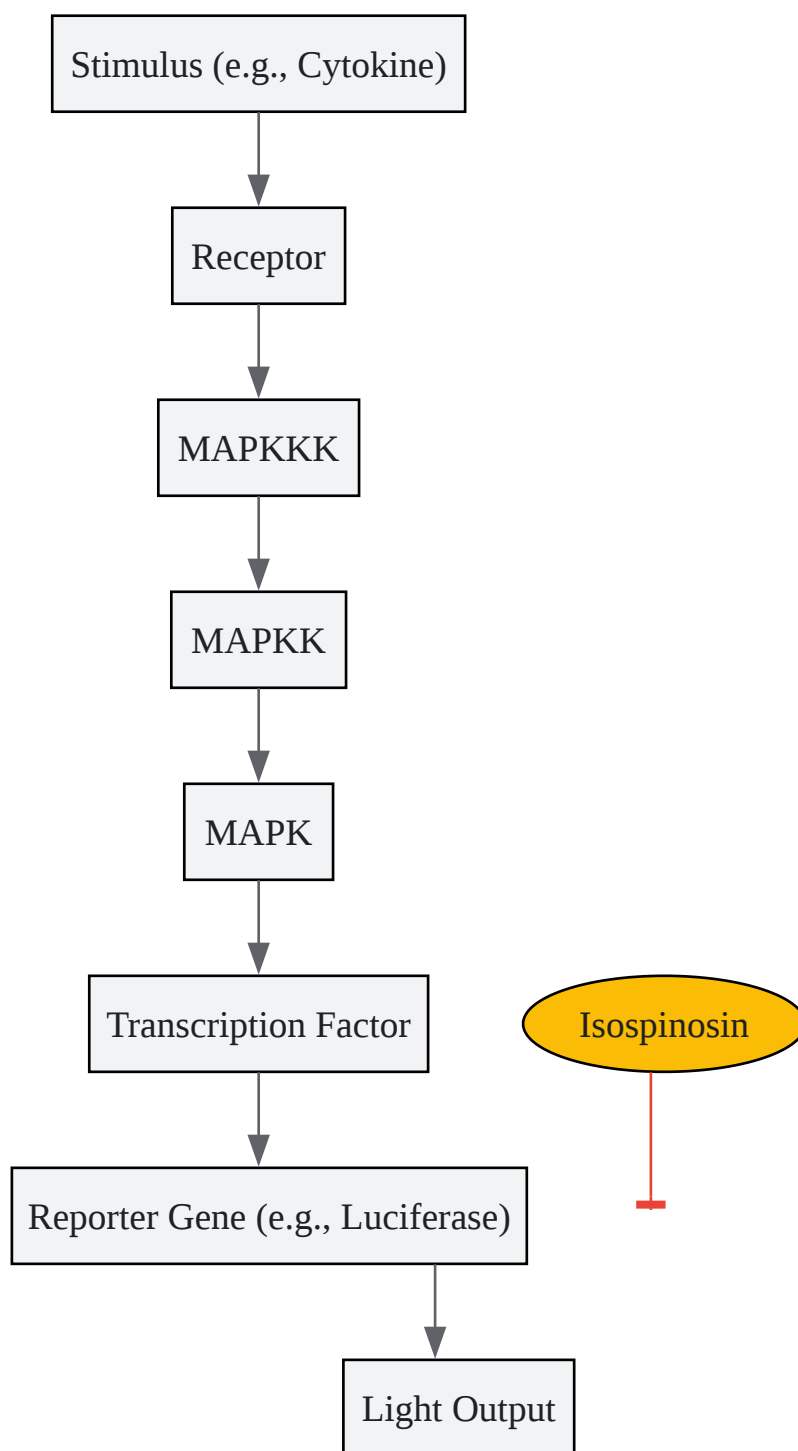 Stimulus (e.g., Cytokine)
Receptor
MAPKKK
MAPKK
MAPK
Transcription Factor
Isospinosin
Reporter Gene (e.g., Luciferase)
Light Output